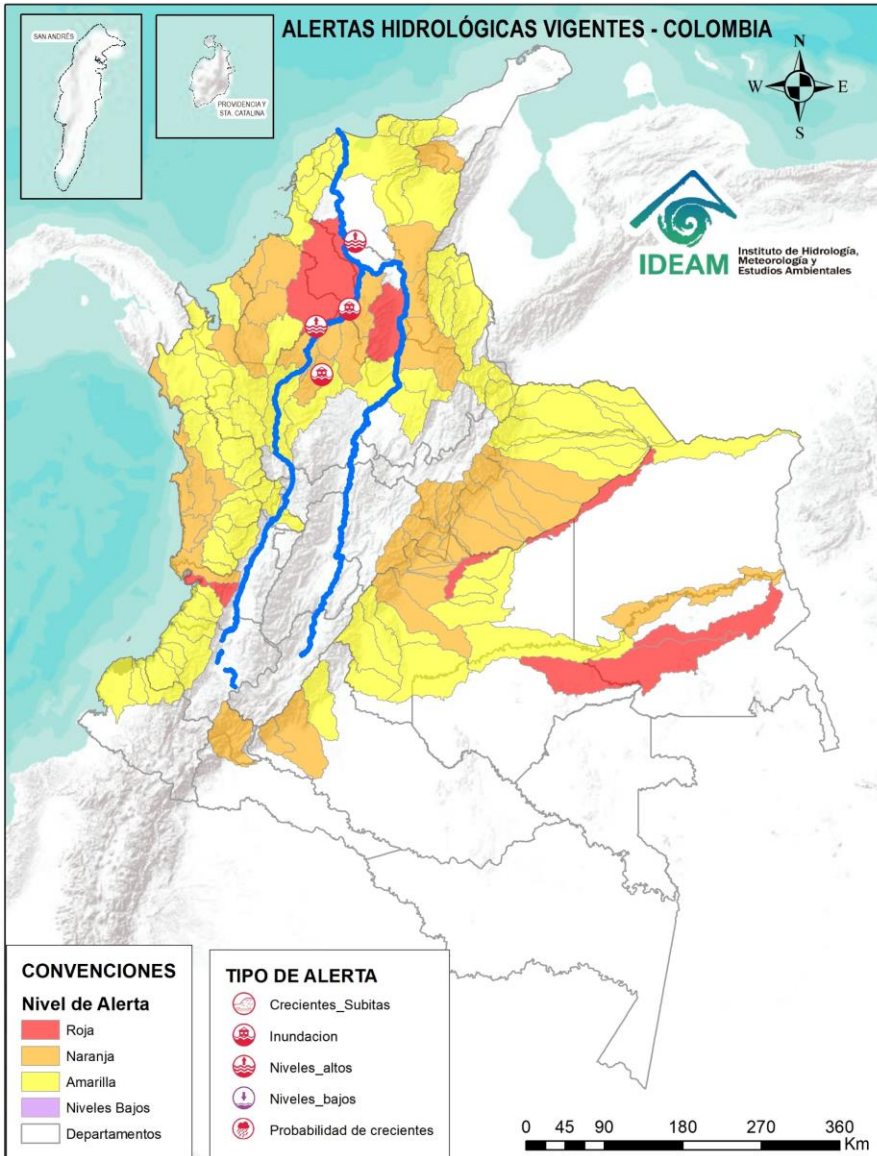 ALERTAS HIDROLÓGICAS VIGENTES - COLOMBIA
SAN ANDRÉS
PROVIDENCIA Y
STA. CATALINA
N
W
E
S
IDEAM
Instituto de Hidrología,
Meteorología y
Estudios Ambientales
CONVENCIONES
Nivel de Alerta
Roja
Naranja
Amarilla
Niveles Bajos
Departamentos
TIPO DE ALERTA
Crecientes_Subitas
Inundacion
Niveles_altos
Niveles_bajos
Probabilidad de crecientes
0 45 90 180 270 360
Km